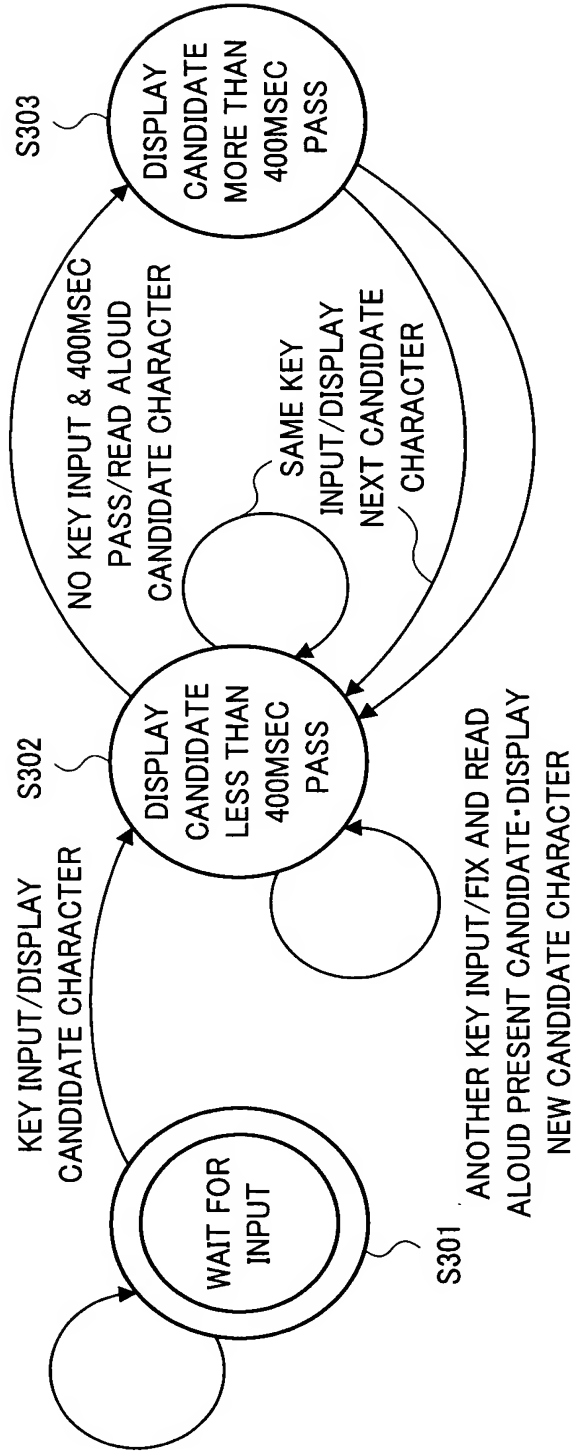 S301
WAIT FOR
INPUT
KEY INPUT/DISPLAY
CANDIDATE CHARACTER
S302
DISPLAY
CANDIDATE
LESS THAN
400MSEC
PASS
NO KEY INPUT & 400MSEC
PASS/READ ALOUD
CANDIDATE CHARACTER
SAME KEY
INPUT/DISPLAY
NEXT CANDIDATE
CHARACTER
S303
DISPLAY
CANDIDATE
MORE THAN
400MSEC
PASS
ANOTHER KEY INPUT/FIX AND READ
ALOUD PRESENT CANDIDATE·DISPLAY
NEW CANDIDATE CHARACTER